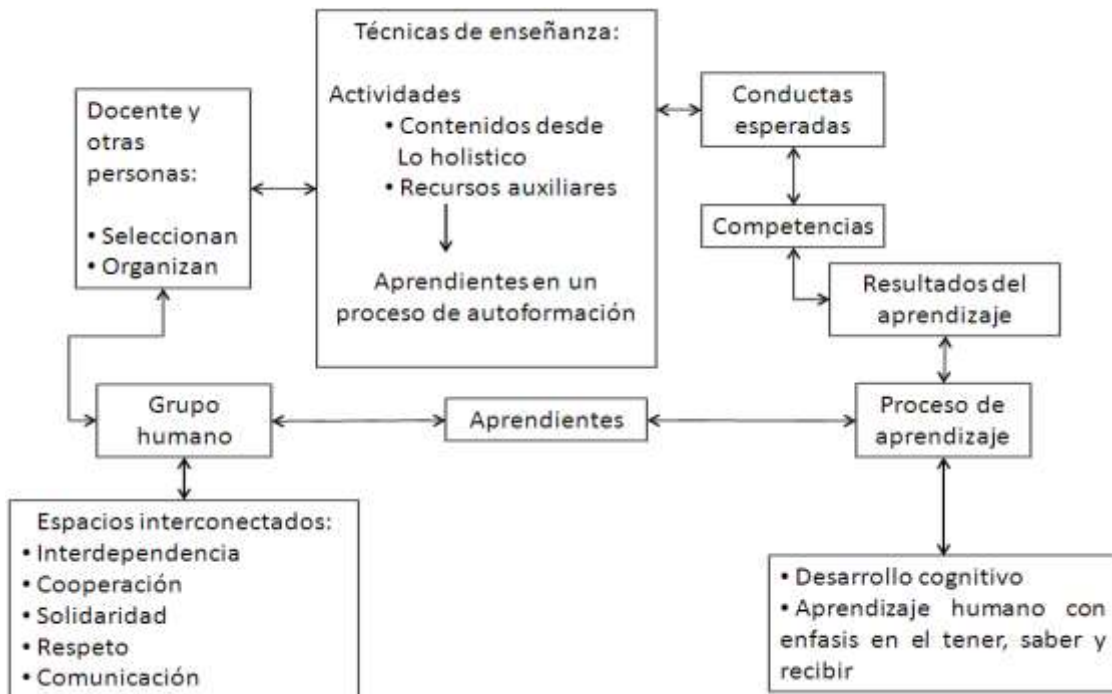 Técnicas de enseñanza:
Actividades
• Contenidos desde
Lo holistico
• Recursos auxiliares
Aprendientes en un
proceso de autoformación
Docente y
otras
personas:
• Seleccionan
• Organizan
Conductas
esperadas
Competencias
Resultados del
aprendizaje
Grupo
humano
Aprendientes
Proceso de
aprendizaje
Espacios interconectados:
• Interdependencia
• Cooperación
• Solidaridad
• Respeto
• Comunicación
• Desarrollo cognitivo
• Aprendizaje humano con
enfasis en el tener, saber y
recibir